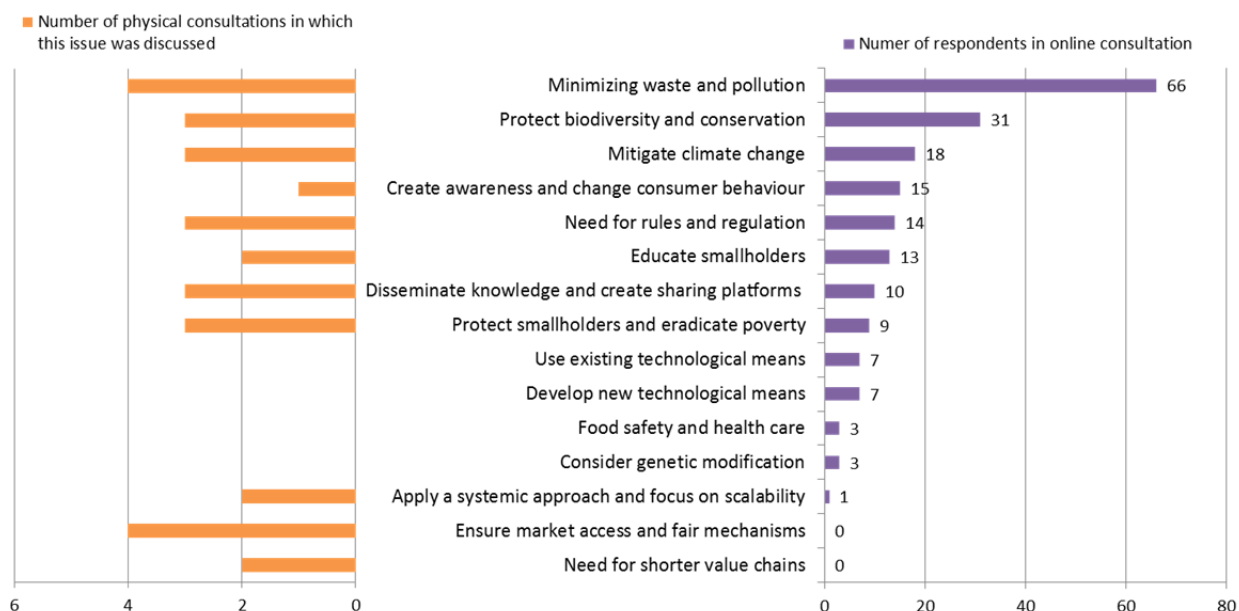 Number of physical consultations in which
this issue was discussed
Numer of respondents in online consultation
Minimizing waste and pollution 66
Protect biodiversity and conservation 31
Mitigate climate change 18
Create awareness and change consumer behaviour 15
Need for rules and regulation 14
Educate smallholders 13
Disseminate knowledge and create sharing platforms 10
Protect smallholders and eradicate poverty 9
Use existing technological means 7
Develop new technological means 7
Food safety and health care 3
Consider genetic modification 3
Apply a systemic approach and focus on scalability 1
Ensure market access and fair mechanisms 0
Need for shorter value chains 0
6 4 2 0 0 20 40 60 80